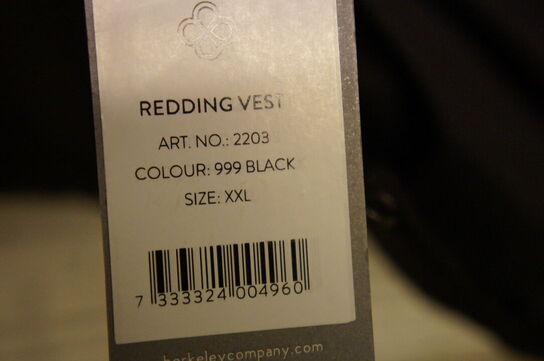 REDDING VEST
ART. NO.: 2203
COLOUR: 999 BLACK
SIZE: XXL
7 333324 004960
berkeleycompany.com